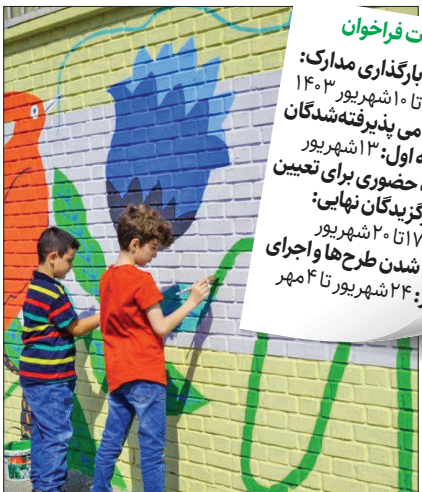 ت فراخوان
بارگذاری مدارک:
تا ۱۰ شهریور ۱۴۰۳
می پذیرفته‌شدگان
ه اول: ۱۳ شهریور
حضوری برای تعیین
گزیدگان نهایی:
۱۷ تا ۲۰ شهریور
شدن طرح‌ها و اجرای
: ۲۴ شهریور تا ۴ مهر